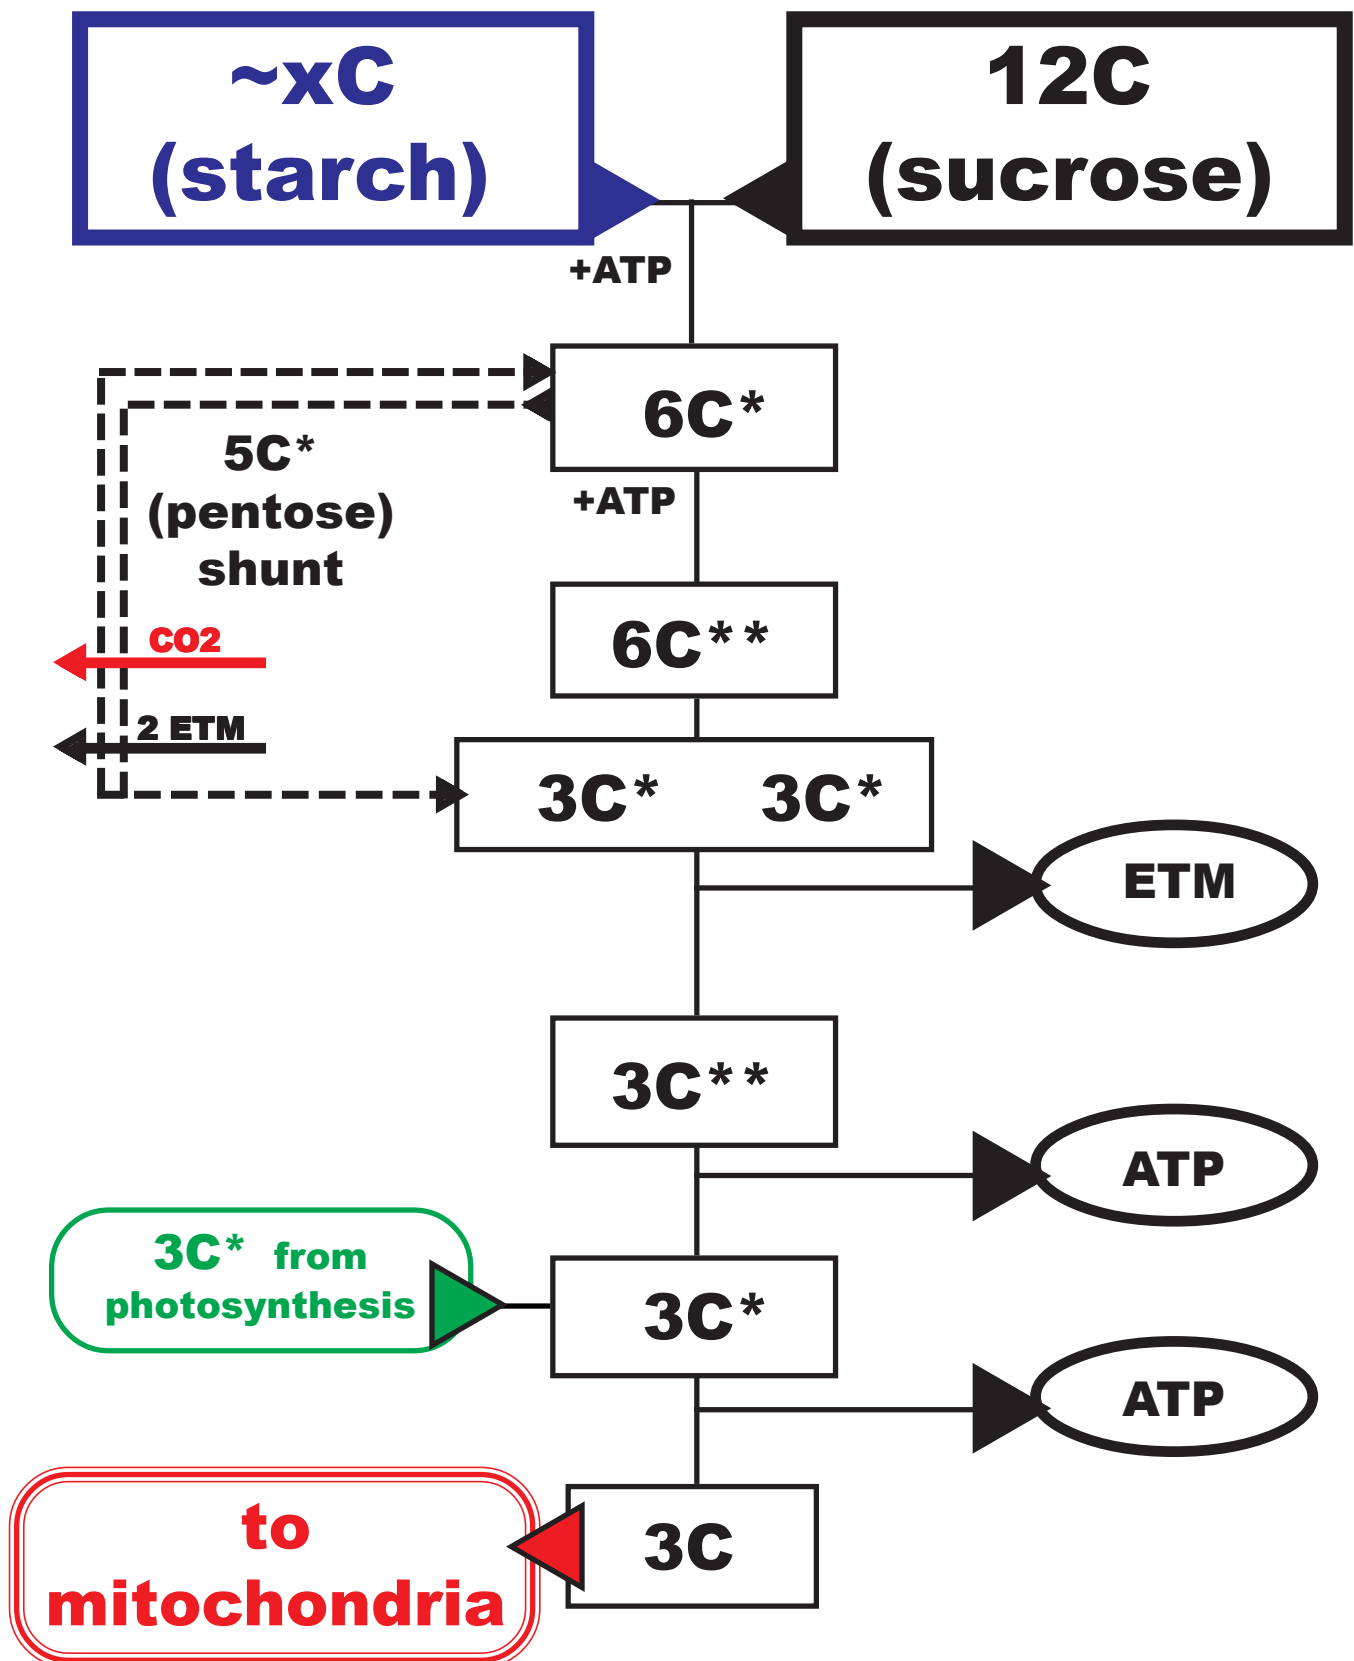 ~xC
(starch)
12C
(sucrose)
+ATP
6C*
+ATP
5C*
(pentose)
shunt
6C**
CO2
2 ETM
3C* 3C*
ETM
3C**
ATP
3C* from
photosynthesis
3C*
ATP
to
mitochondria
3C